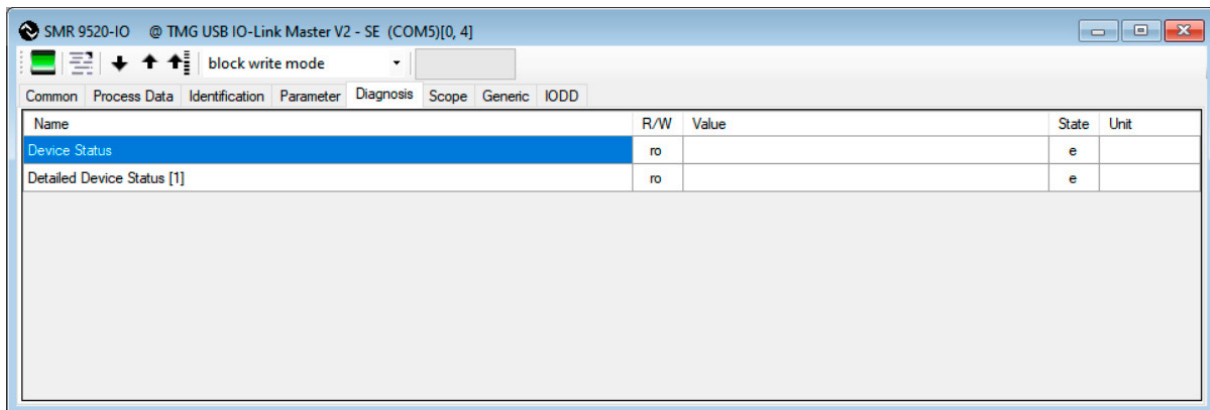 SMR 9520-IO @ TMG USB IO-Link Master V2 - SE (COM5)[0, 4]
block write mode
Common Process Data Identification Parameter Diagnosis Scope Generic IODD
Name R/W Value State Unit
Device Status ro e
Detailed Device Status [1] ro e